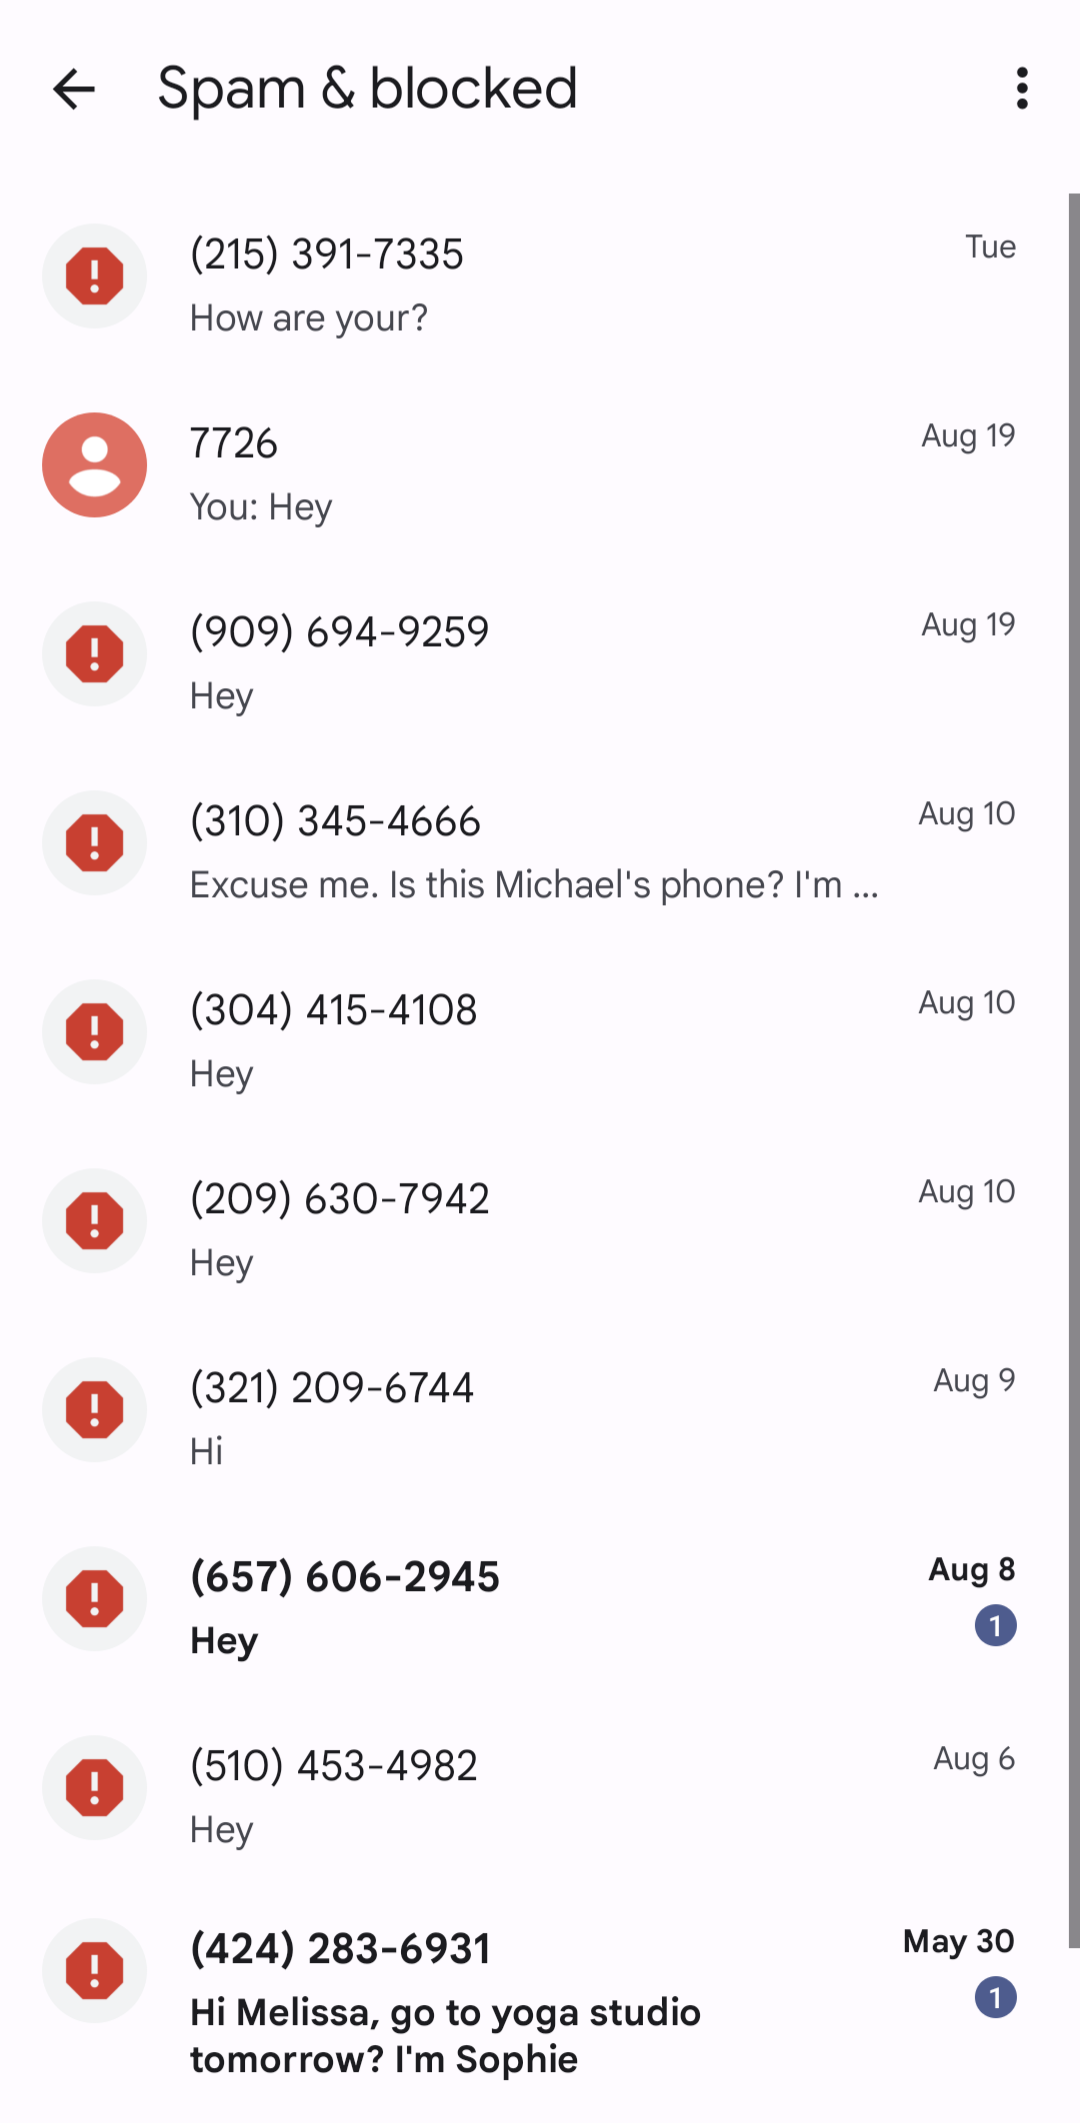 Spam & blocked
(215) 391-7335
Tue
How are your?
7726
Aug 19
You: Hey
(909) 694-9259
Aug 19
Hey
(310) 345-4666
Aug 10
Excuse me. Is this Michael's phone? I'm ...
(304) 415-4108
Aug 10
Hey
(209) 630-7942
Aug 10
Hey
(321) 209-6744
Aug 9
Hi
(657) 606-2945
Aug 8
Hey
1
(510) 453-4982
Aug 6
Hey
(424) 283-6931
May 30
Hi Melissa, go to yoga studio
1
tomorrow? I'm Sophie